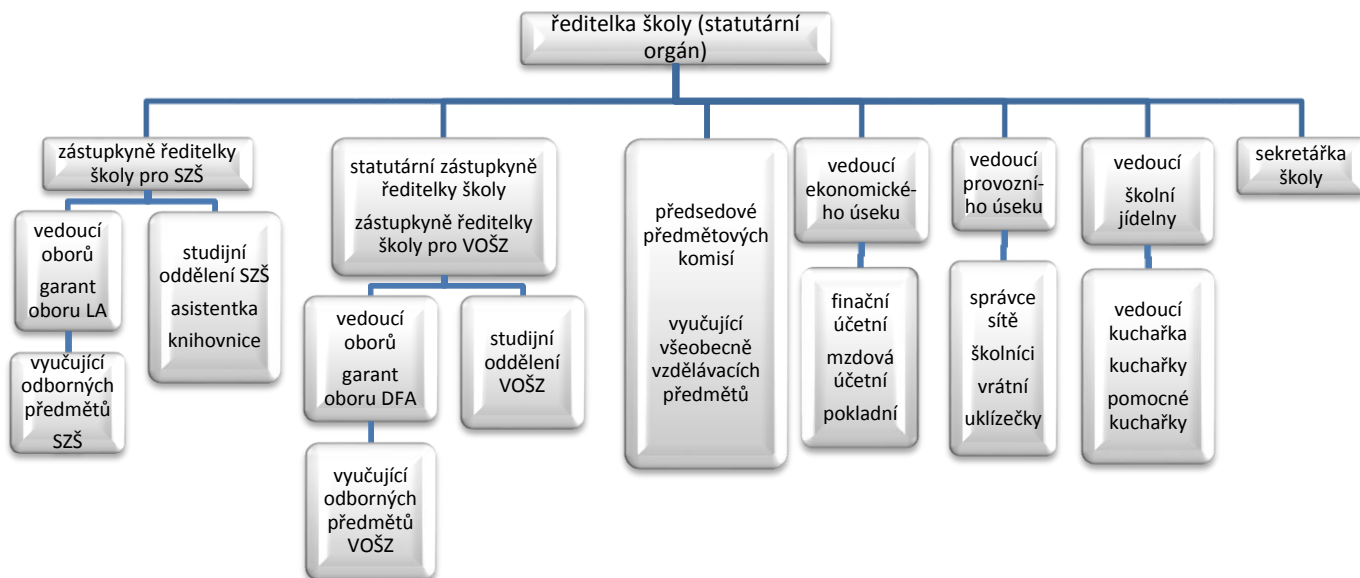 ředitelka školy (statutární
orgán)
zástupkyně ředitelky
školy pro SZŠ
vedoucí
oborů
garant
oboru LA
vyučující
odborných
předmětů
SZŠ
studijní
oddělení SZŠ
asistentka
knihovnice
statutární zástupkyně
ředitelky školy
zástupkyně ředitelky
školy pro VOŠZ
vedoucí
oborů
garant
oboru DFA
vyučující
odborných
předmětů
VOŠZ
studijní
oddělení
VOŠZ
předsedové
předmětových
komisí
vyučující
všeobecně
vzdělávacích
předmětů
vedoucí
ekonomické-
ho úseku
finační
účetní
mzdová
účetní
pokladní
vedoucí
provozní-
ho úseku
správce
sítě
školníci
vrátní
uklízečky
vedoucí
školní
jídelny
vedoucí
kuchařka
kuchařky
pomocné
kuchařky
sekretářka
školy